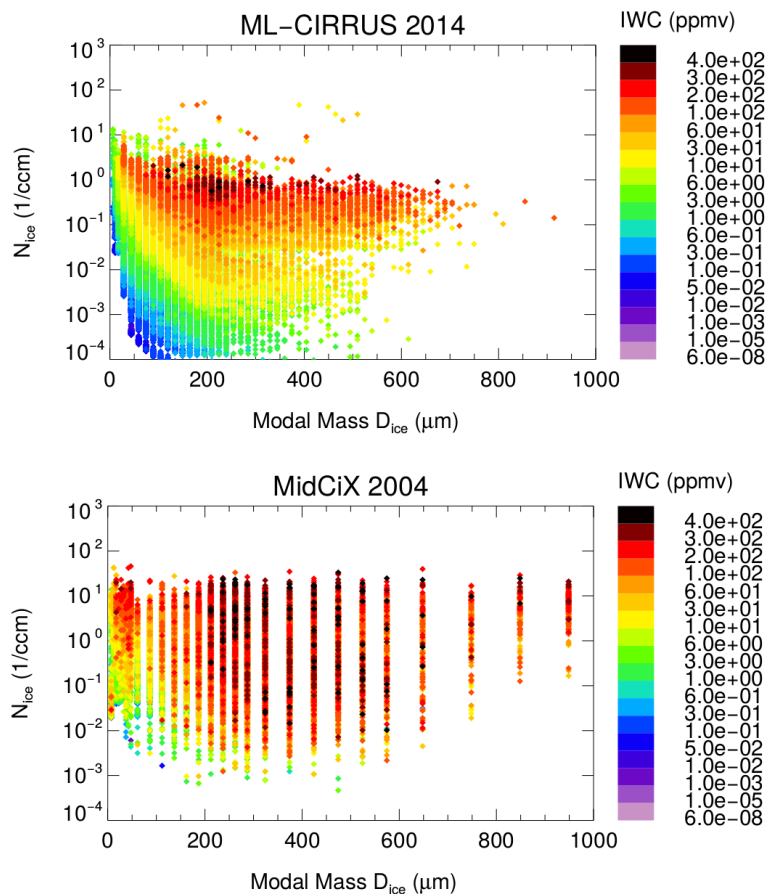 ML−CIRRUS 2014
IWC (ppmv)
10³
10²
10¹
10⁰
10⁻¹
10⁻²
10⁻³
10⁻⁴
N_ice (1/ccm)
0 200 400 600 800 1000
Modal Mass D_ice (μm)
4.0e+02
3.0e+02
2.0e+02
1.0e+02
6.0e+01
3.0e+01
1.0e+01
6.0e+00
3.0e+00
1.0e+00
6.0e−01
3.0e−01
1.0e−01
5.0e−02
1.0e−02
1.0e−03
1.0e−05
6.0e−08
MidCiX 2004
IWC (ppmv)
10³
10²
10¹
10⁰
10⁻¹
10⁻²
10⁻³
10⁻⁴
N_ice (1/ccm)
0 200 400 600 800 1000
Modal Mass D_ice (μm)
4.0e+02
3.0e+02
2.0e+02
1.0e+02
6.0e+01
3.0e+01
1.0e+01
6.0e+00
3.0e+00
1.0e+00
6.0e−01
3.0e−01
1.0e−01
5.0e−02
1.0e−02
1.0e−03
1.0e−05
6.0e−08